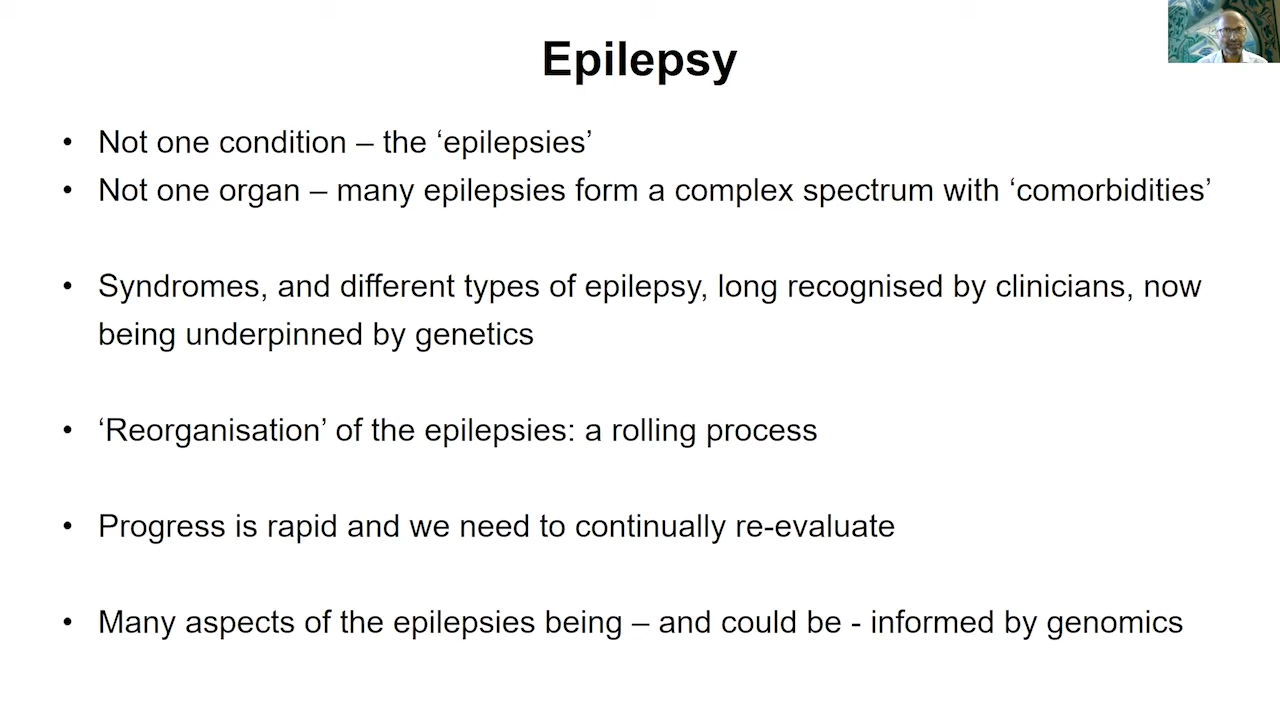 Epilepsy
• Not one condition – the ‘epilepsies’
• Not one organ – many epilepsies form a complex spectrum with ‘comorbidities’
• Syndromes, and different types of epilepsy, long recognised by clinicians, now
being underpinned by genetics
• ‘Reorganisation’ of the epilepsies: a rolling process
• Progress is rapid and we need to continually re-evaluate
• Many aspects of the epilepsies being – and could be - informed by genomics